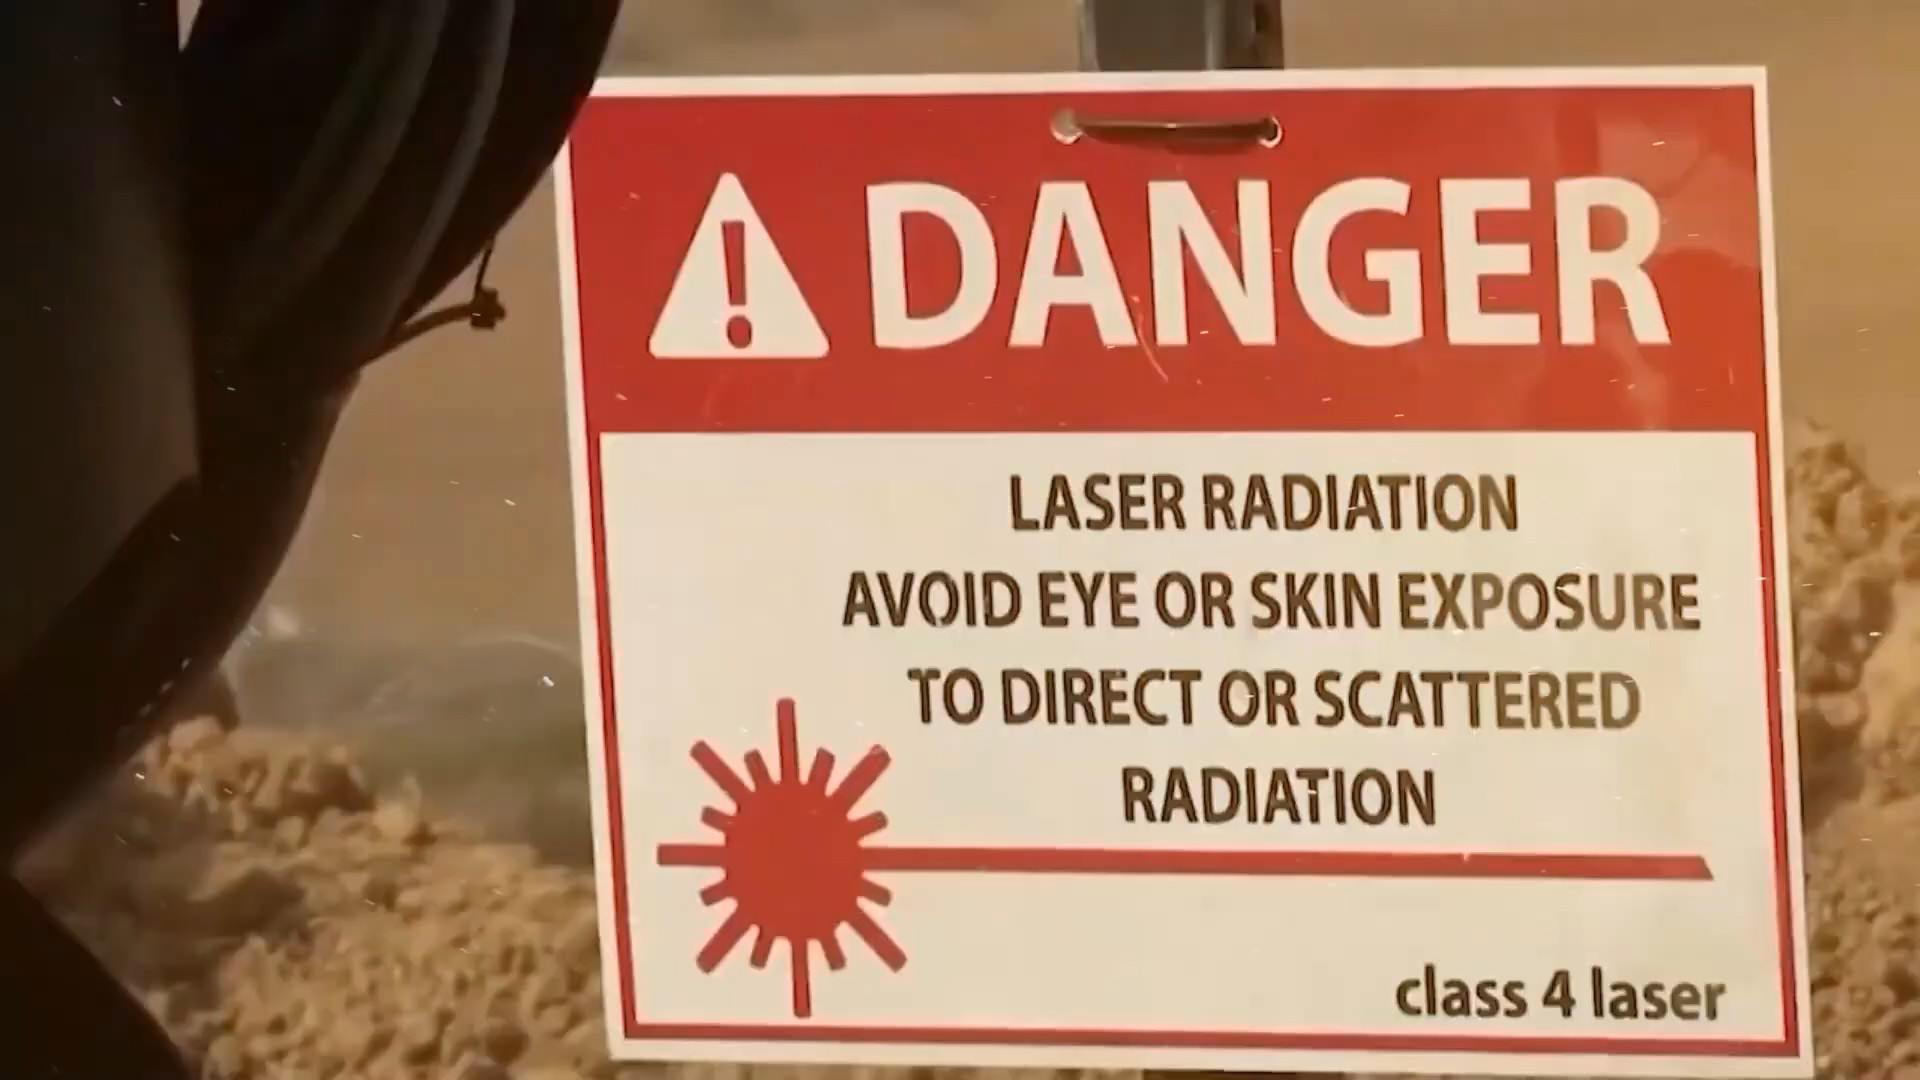 DANGER
LASER RADIATION
AVOID EYE OR SKIN EXPOSURE
TO DIRECT OR SCATTERED
RADIATION
class 4 laser